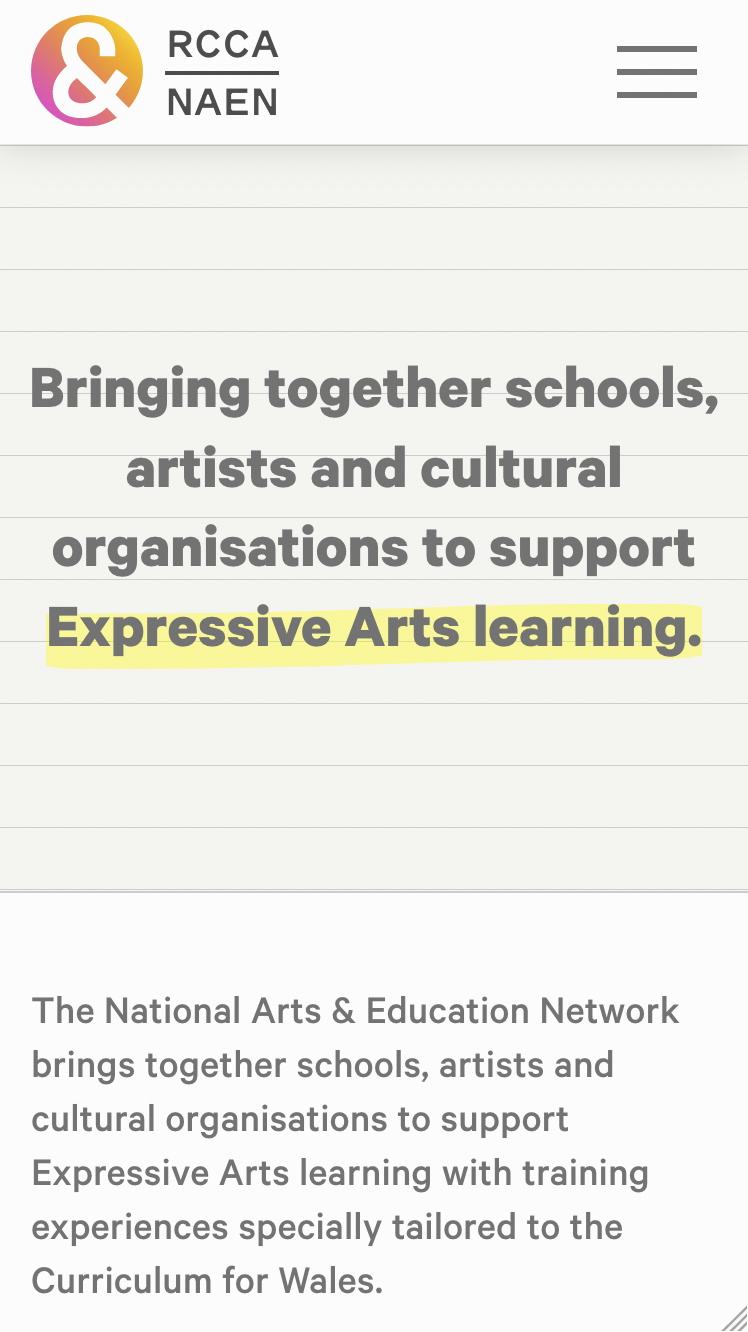 &
RCCA
NAEN
Bringing together schools,
artists and cultural
organisations to support
Expressive Arts learning.
The National Arts & Education Network
brings together schools, artists and
cultural organisations to support
Expressive Arts learning with training
experiences specially tailored to the
Curriculum for Wales.